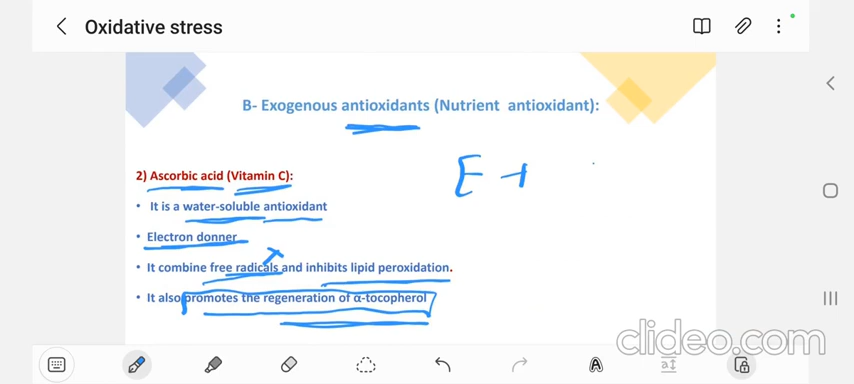 Oxidative stress
B- Exogenous antioxidants (Nutrient antioxidant):
E +
2) Ascorbic acid (Vitamin C):
• It is a water-soluble antioxidant
• Electron donner
• It combine free radicals and inhibits lipid peroxidation.
• It also promotes the regeneration of α-tocopherol
clideo.com